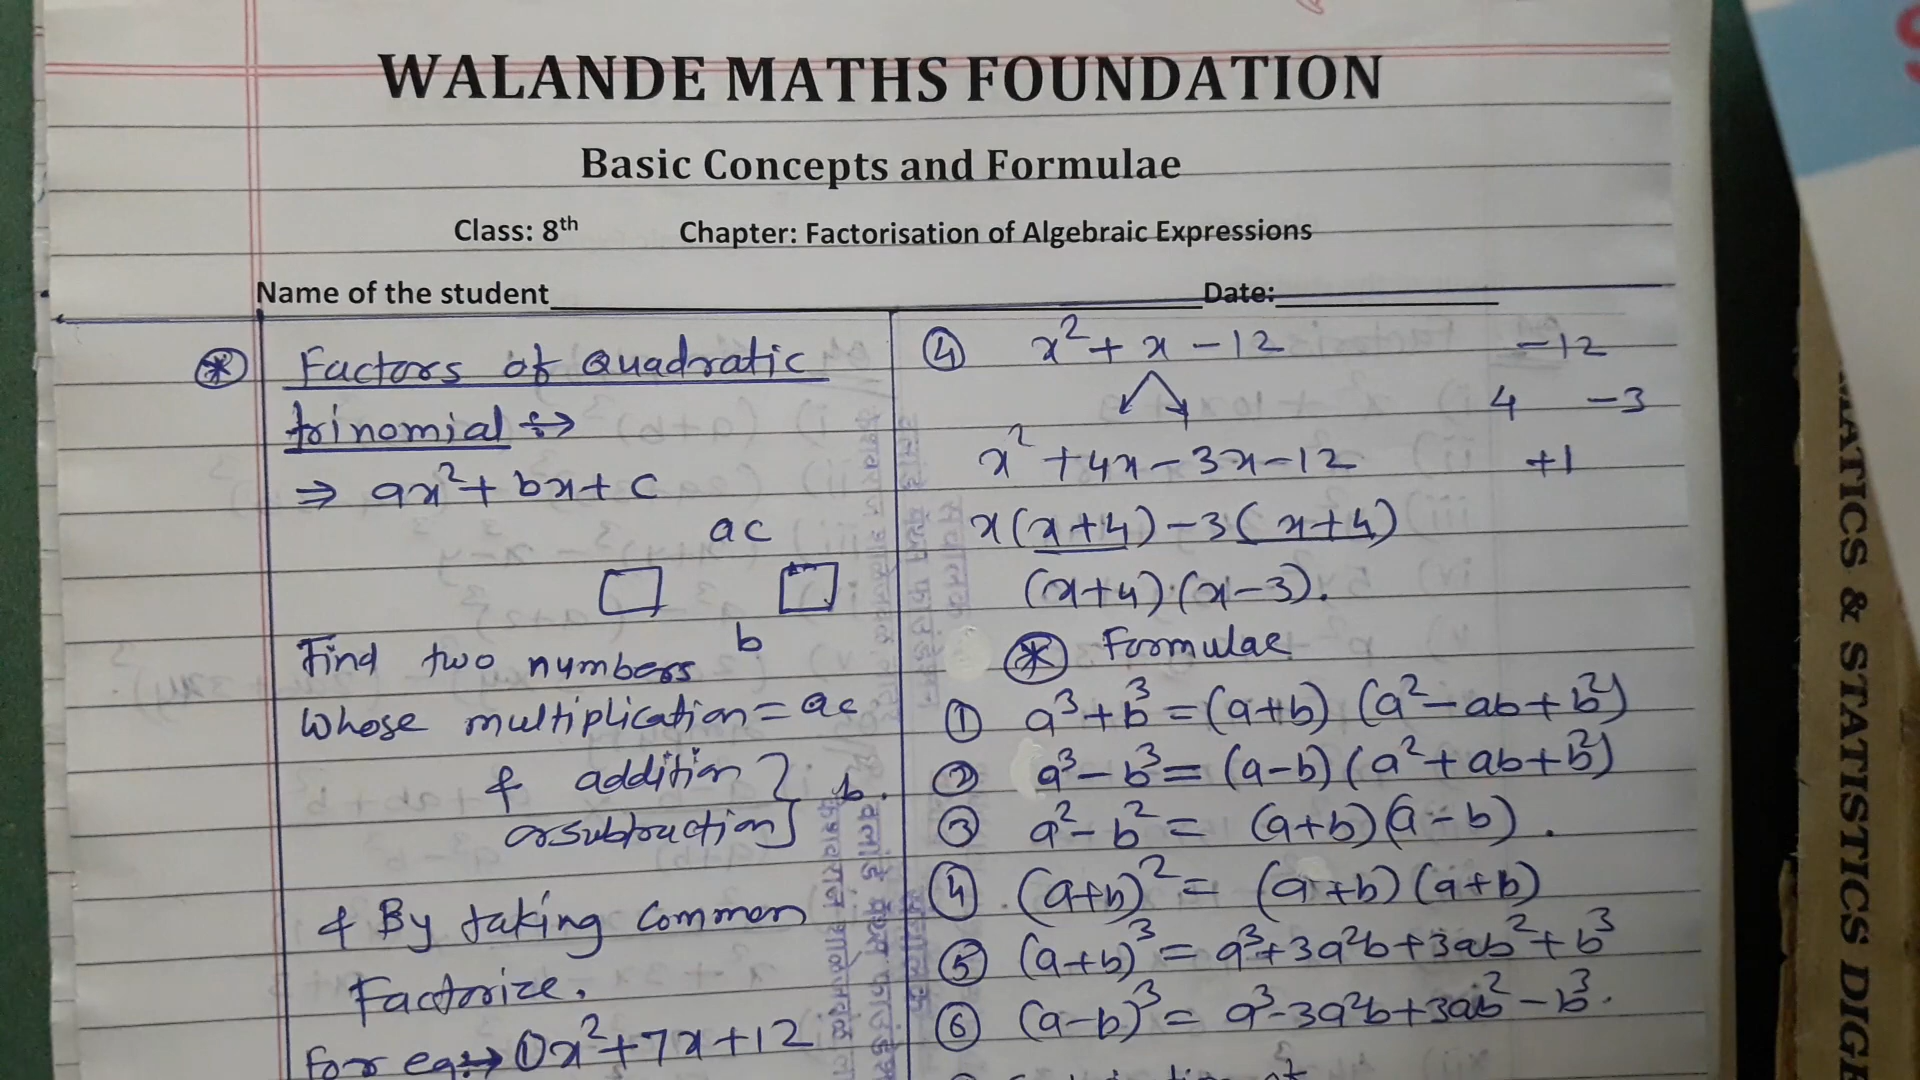 WALANDE MATHS FOUNDATION
Basic Concepts and Formulae
Class: 8th Chapter: Factorisation of Algebraic Expressions
Name of the student Date:
⊛ Factors of Quadratic
trinomial ÷→
⇒ ax²+ bx + c
ac
b
Find two numbers
whose multiplication = ac
& addition } b.
or subtraction }
& By taking common
Factorize.
For eg:→ ① x²+7x+12
④ x² + x - 12 -12
4 -3
x² + 4x - 3x - 12 +1
x(x+4) - 3(x+4)
(x+4)·(x-3).
⊛ Formulae
① a³+b³ = (a+b) (a²-ab+b²)
② a³-b³ = (a-b) (a²+ab+b²)
③ a²-b² = (a+b)(a-b).
④ (a+b)² = (a+b)(a+b)
⑤ (a+b)³ = a³+3a²b+3ab²+b³
⑥ (a-b)³ = a³-3a²b+3ab²-b³.
MATICS & STATISTICS DIGE